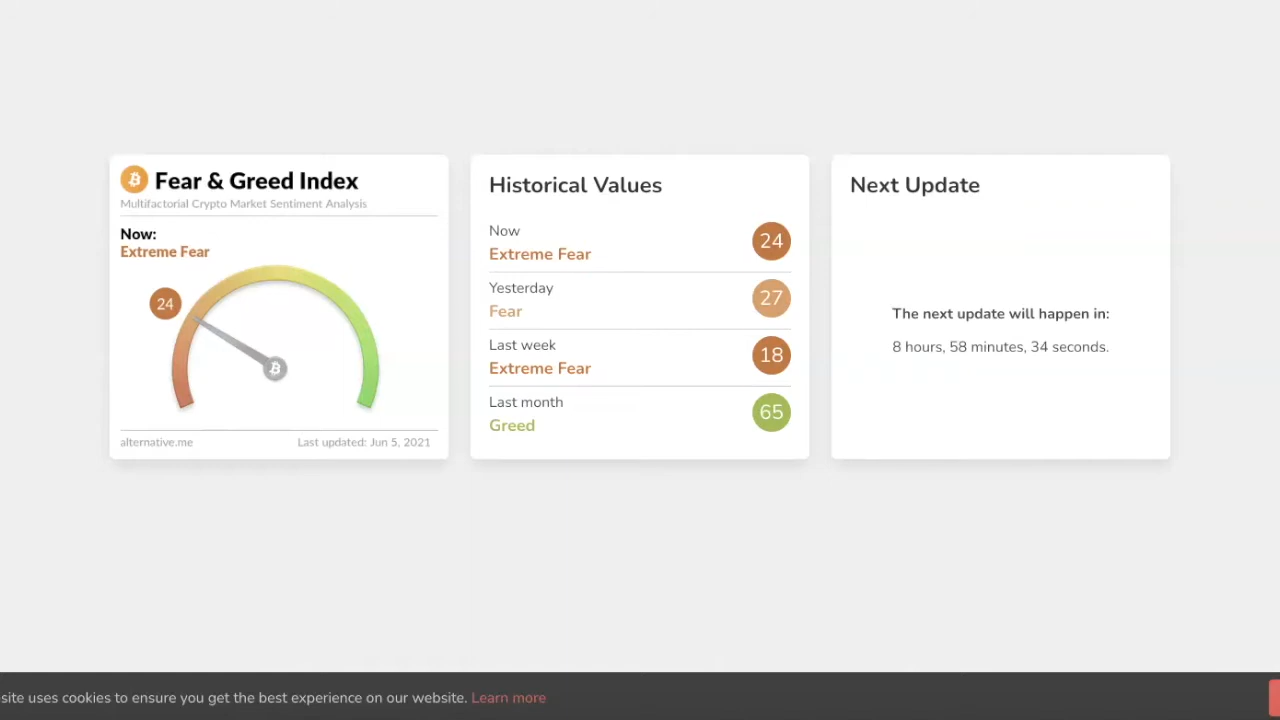 Fear & Greed Index
Multifactorial Crypto Market Sentiment Analysis
Now:
Extreme Fear
24
alternative.me
Last updated: Jun 5, 2021
Historical Values
Now
Extreme Fear
24
Yesterday
Fear
27
Last week
Extreme Fear
18
Last month
Greed
65
Next Update
The next update will happen in:
8 hours, 58 minutes, 34 seconds.
site uses cookies to ensure you get the best experience on our website. Learn more